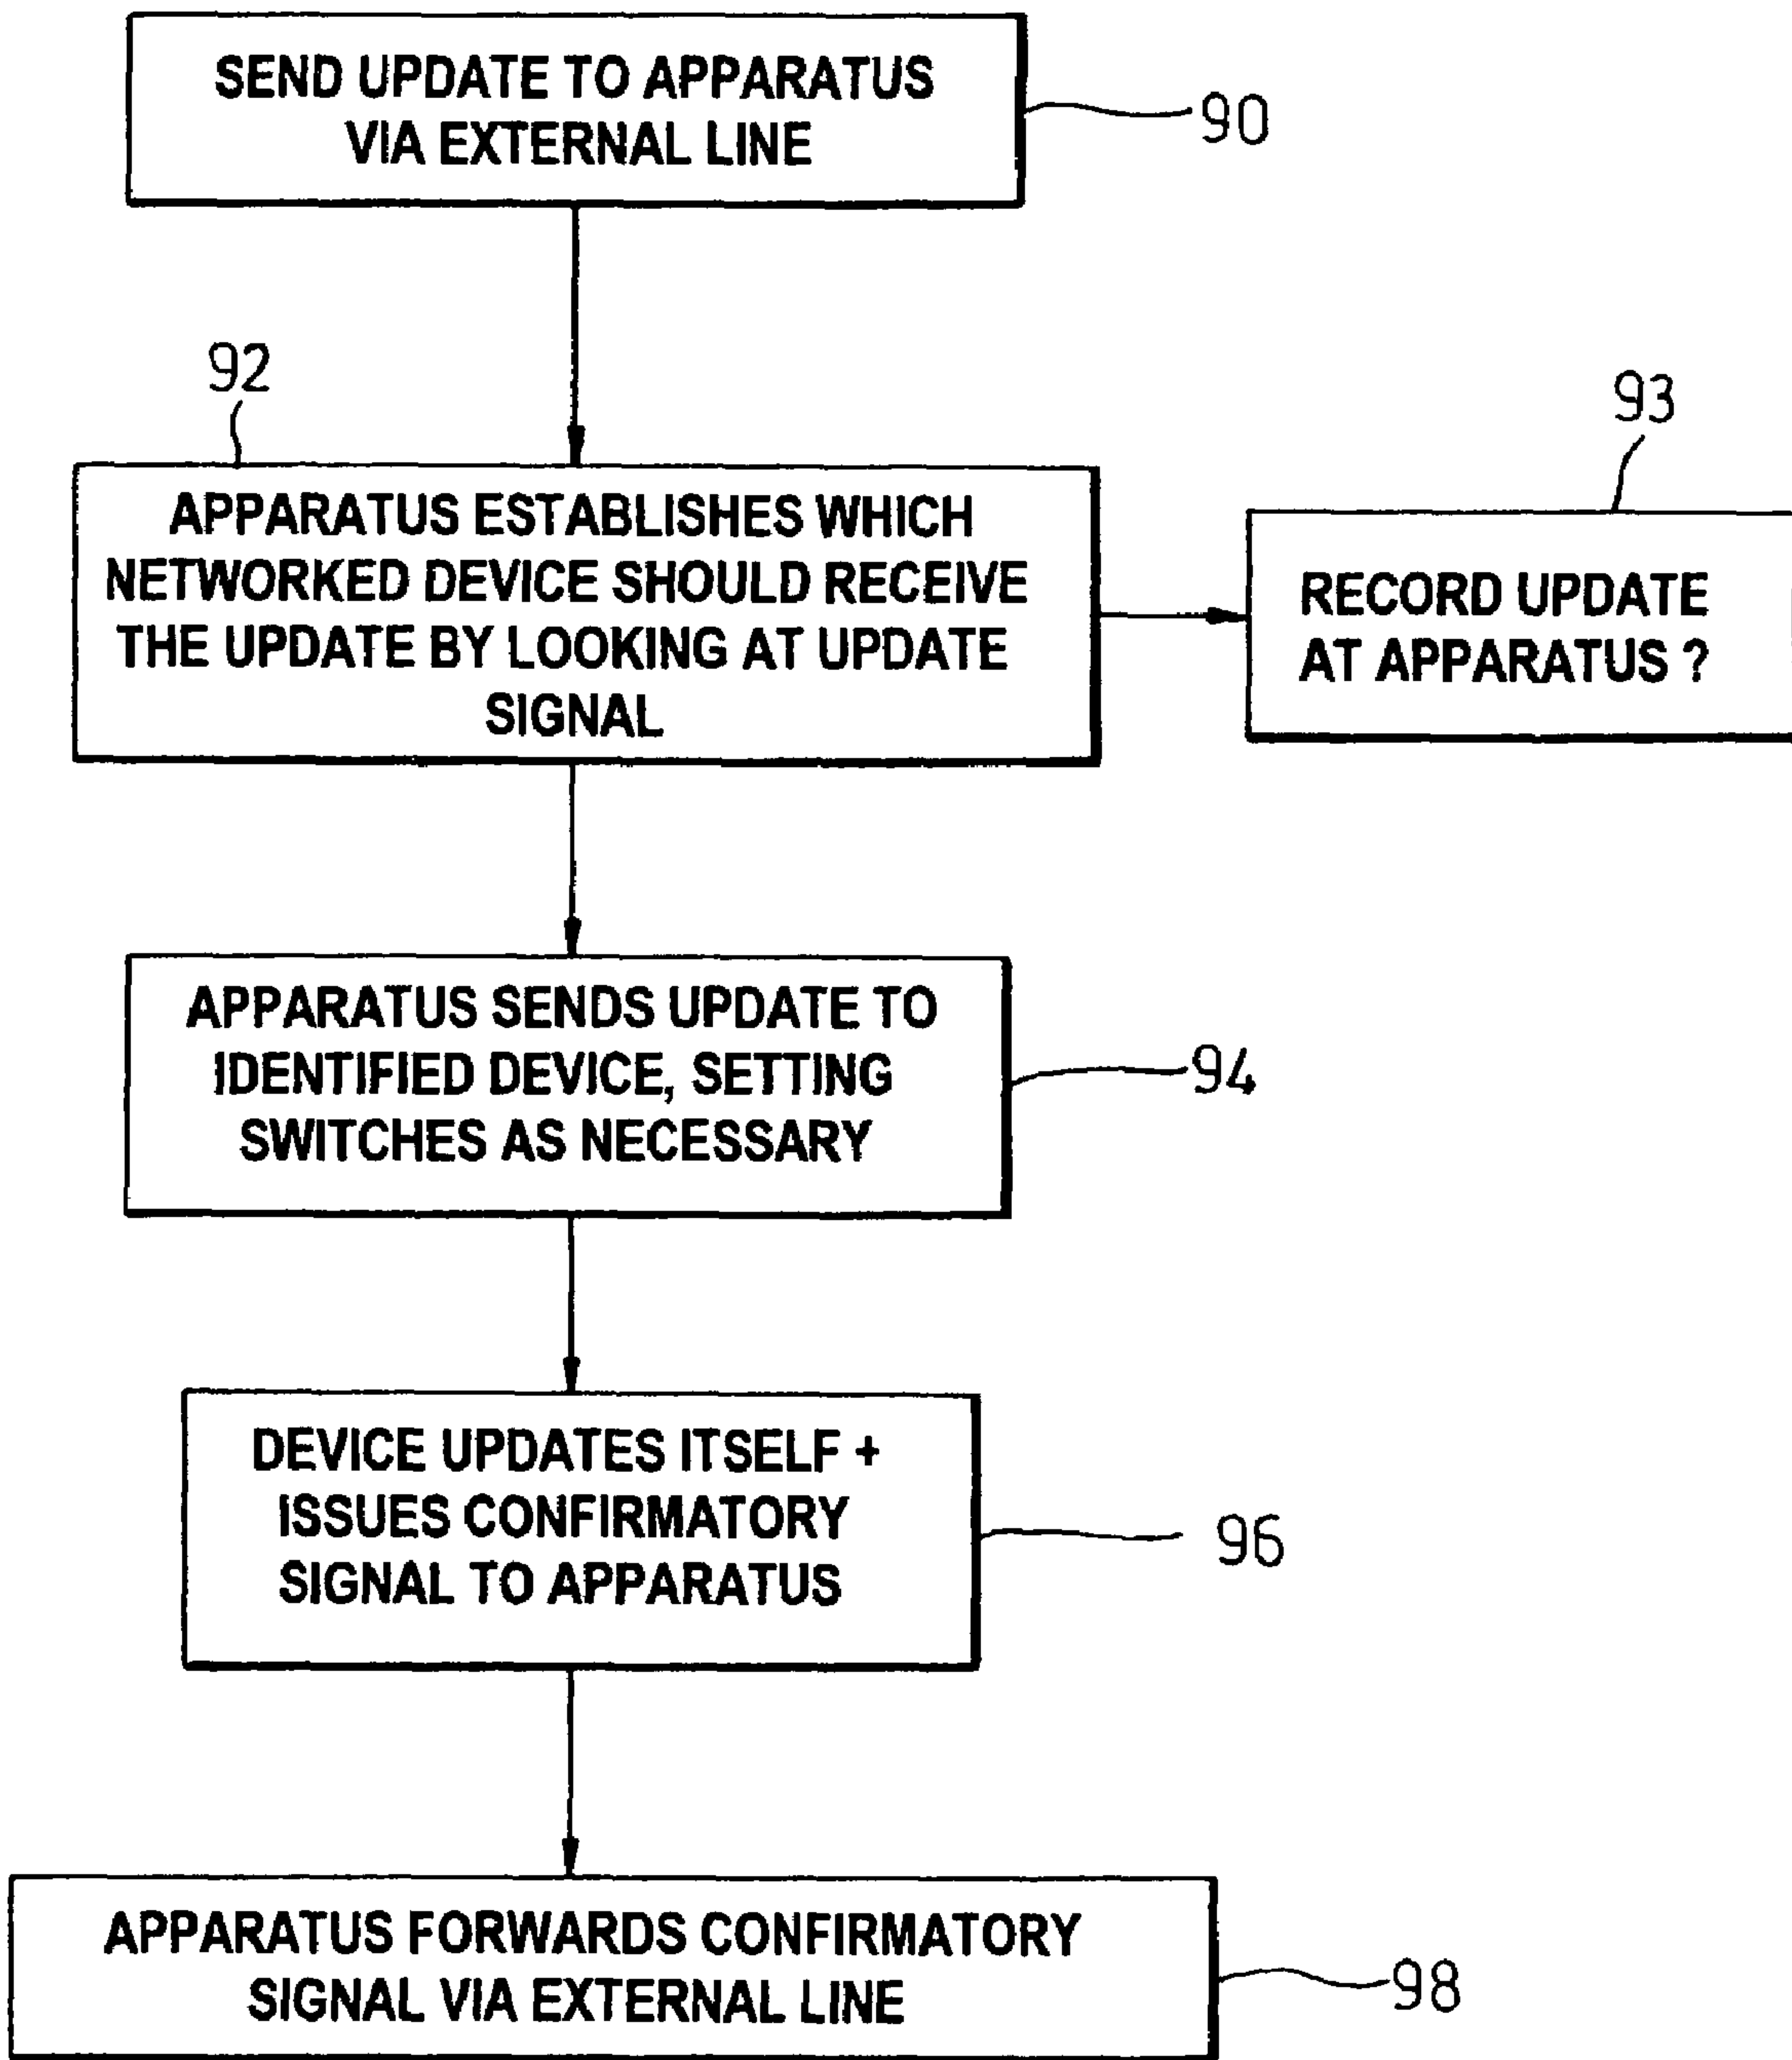 SEND UPDATE TO APPARATUS
VIA EXTERNAL LINE
90
92
APPARATUS ESTABLISHES WHICH
NETWORKED DEVICE SHOULD RECEIVE
THE UPDATE BY LOOKING AT UPDATE
SIGNAL
93
RECORD UPDATE
AT APPARATUS ?
APPARATUS SENDS UPDATE TO
IDENTIFIED DEVICE, SETTING
SWITCHES AS NECESSARY
94
DEVICE UPDATES ITSELF +
ISSUES CONFIRMATORY
SIGNAL TO APPARATUS
96
APPARATUS FORWARDS CONFIRMATORY
SIGNAL VIA EXTERNAL LINE
98